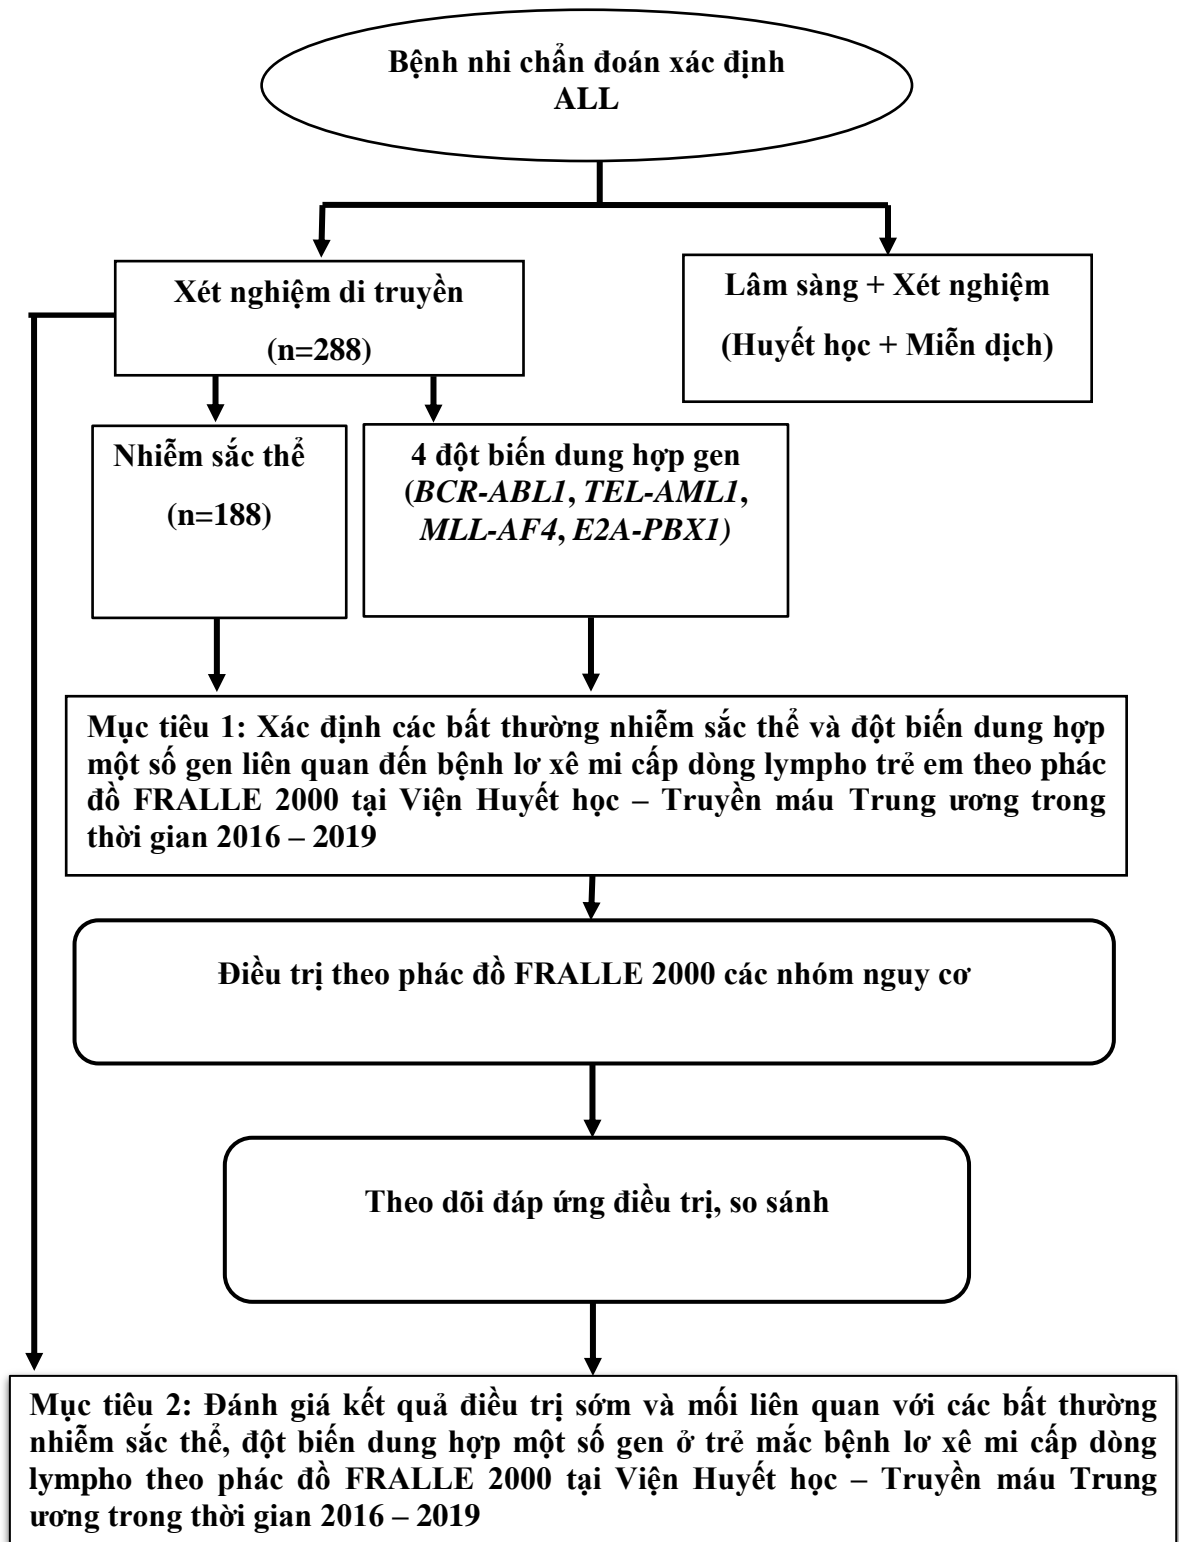 Bệnh nhi chẩn đoán xác định
ALL
Xét nghiệm di truyền
(n=288)
Lâm sàng + Xét nghiệm
(Huyết học + Miễn dịch)
Nhiễm sắc thể
(n=188)
4 đột biến dung hợp gen
(BCR-ABL1, TEL-AML1,
MLL-AF4, E2A-PBX1)
Mục tiêu 1: Xác định các bất thường nhiễm sắc thể và đột biến dung hợp
một số gen liên quan đến bệnh lơ xê mi cấp dòng lympho trẻ em theo phác
đồ FRALLE 2000 tại Viện Huyết học – Truyền máu Trung ương trong
thời gian 2016 – 2019
Điều trị theo phác đồ FRALLE 2000 các nhóm nguy cơ
Theo dõi đáp ứng điều trị, so sánh
Mục tiêu 2: Đánh giá kết quả điều trị sớm và mối liên quan với các bất thường
nhiễm sắc thể, đột biến dung hợp một số gen ở trẻ mắc bệnh lơ xê mi cấp dòng
lympho theo phác đồ FRALLE 2000 tại Viện Huyết học – Truyền máu Trung
ương trong thời gian 2016 – 2019